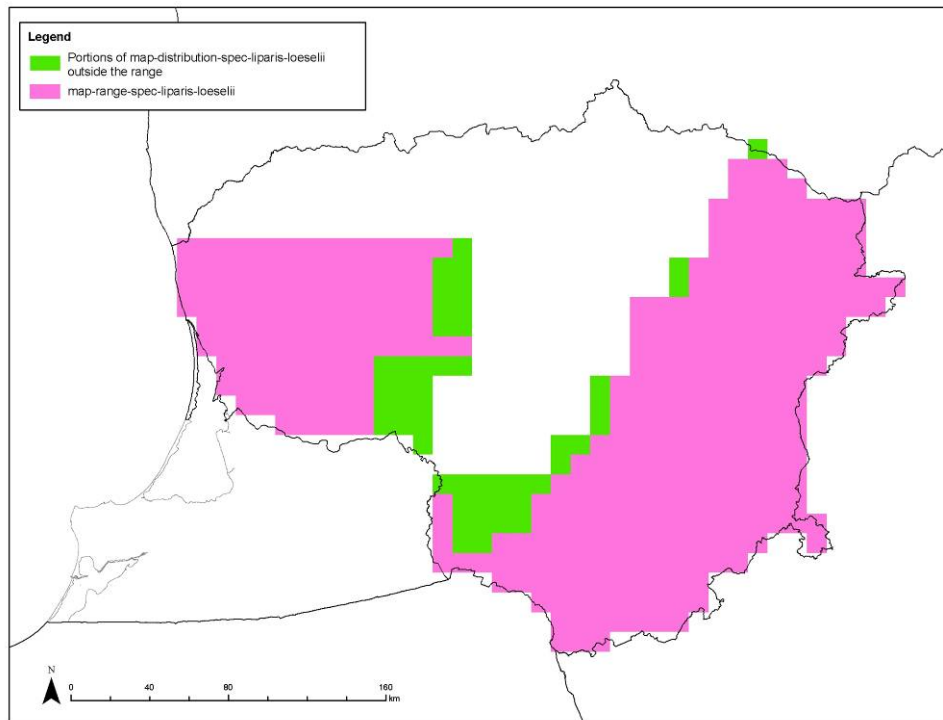 Legend
Portions of map-distribution-spec-liparis-loeselii
outside the range
map-range-spec-liparis-loeselii
N
0 40 80 160
km